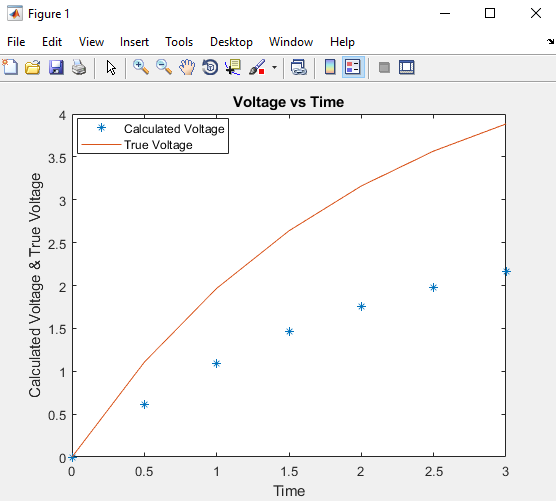 Figure 1
File Edit View Insert Tools Desktop Window Help
Voltage vs Time
Calculated Voltage
True Voltage
4
3.5
3
2.5
2
1.5
1
0.5
0
Calculated Voltage & True Voltage
0 0.5 1 1.5 2 2.5 3
Time